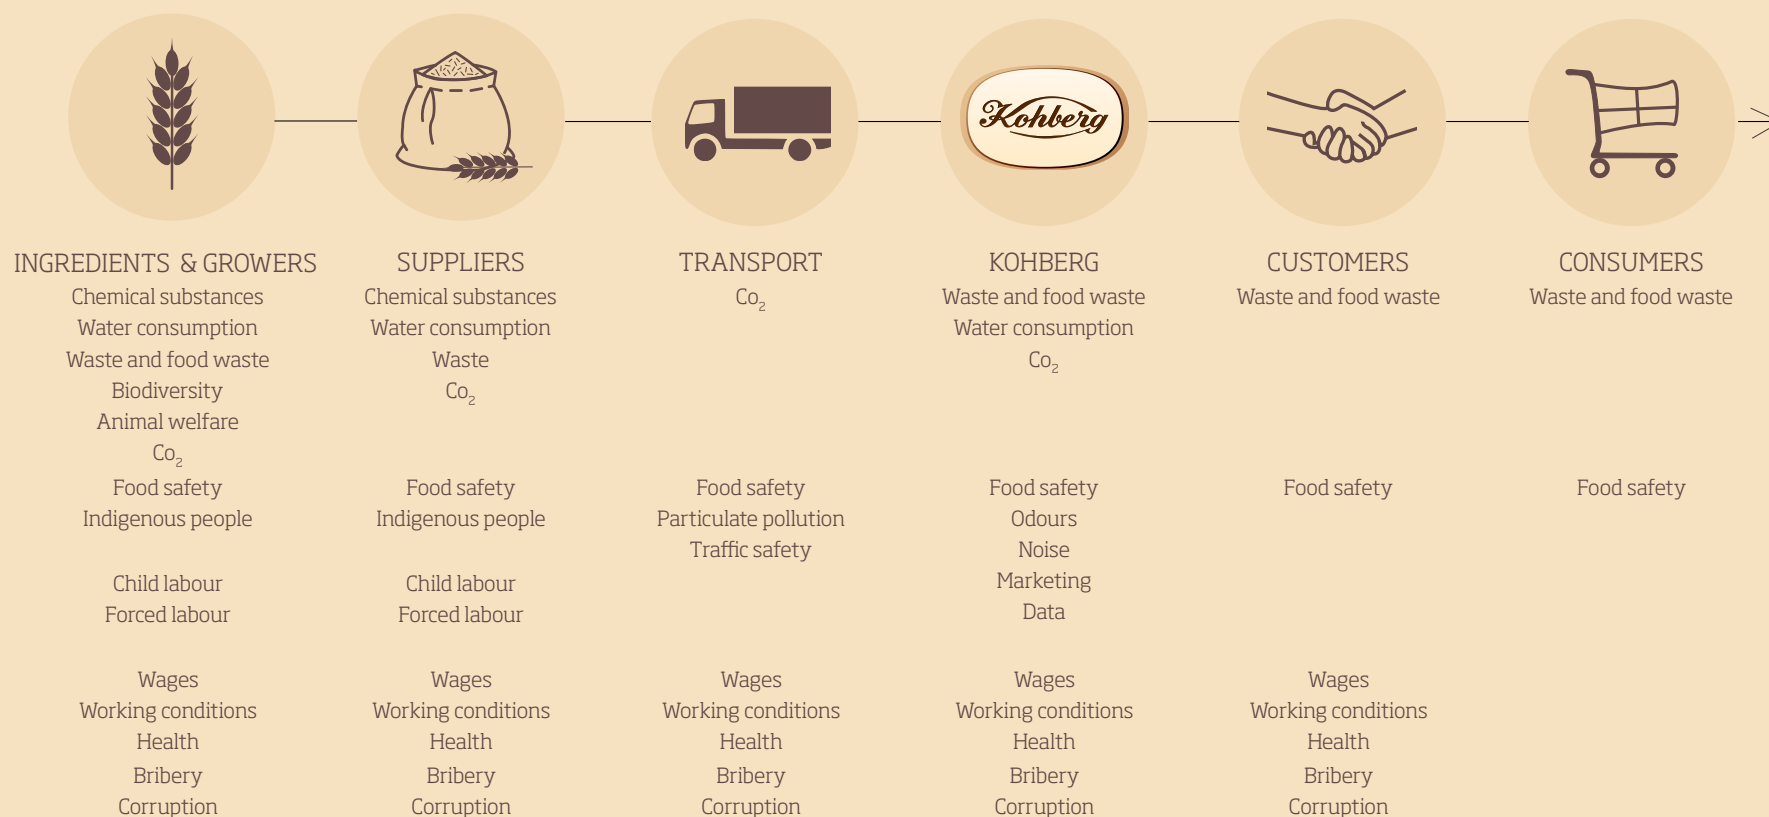 Kohberg
INGREDIENTS & GROWERS
Chemical substances
Water consumption
Waste and food waste
Biodiversity
Animal welfare
Co₂
Food safety
Indigenous people
Child labour
Forced labour
Wages
Working conditions
Health
Bribery
Corruption
SUPPLIERS
Chemical substances
Water consumption
Waste
Co₂
Food safety
Indigenous people
Child labour
Forced labour
Wages
Working conditions
Health
Bribery
Corruption
TRANSPORT
Co₂
Food safety
Particulate pollution
Traffic safety
Wages
Working conditions
Health
Bribery
Corruption
KOHBERG
Waste and food waste
Water consumption
Co₂
Food safety
Odours
Noise
Marketing
Data
Wages
Working conditions
Health
Bribery
Corruption
CUSTOMERS
Waste and food waste
Food safety
Wages
Working conditions
Health
Bribery
Corruption
CONSUMERS
Waste and food waste
Food safety